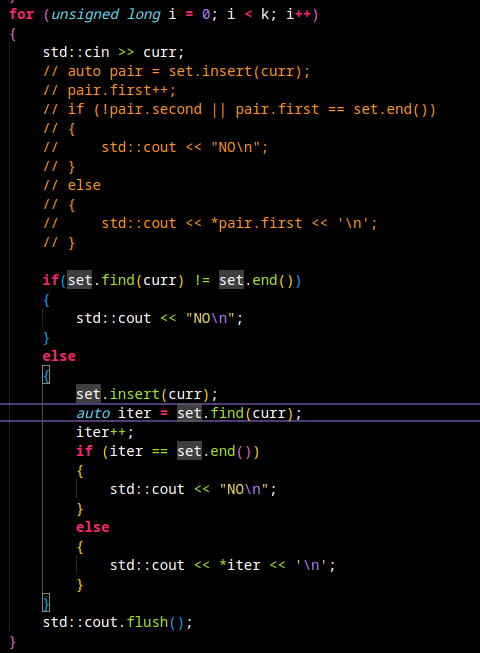 for (unsigned long i = 0; i < k; i++)
{
    std::cin >> curr;
    // auto pair = set.insert(curr);
    // pair.first++;
    // if (!pair.second || pair.first == set.end())
    // {
    //     std::cout << "NO\n";
    // }
    // else
    // {
    //     std::cout << *pair.first << '\n';
    // }

    if(set.find(curr) != set.end())
    {
        std::cout << "NO\n";
    }
    else
    {
        set.insert(curr);
        auto iter = set.find(curr);
        iter++;
        if (iter == set.end())
        {
            std::cout << "NO\n";
        }
        else
        {
            std::cout << *iter << '\n';
        }
    }
    std::cout.flush();
}